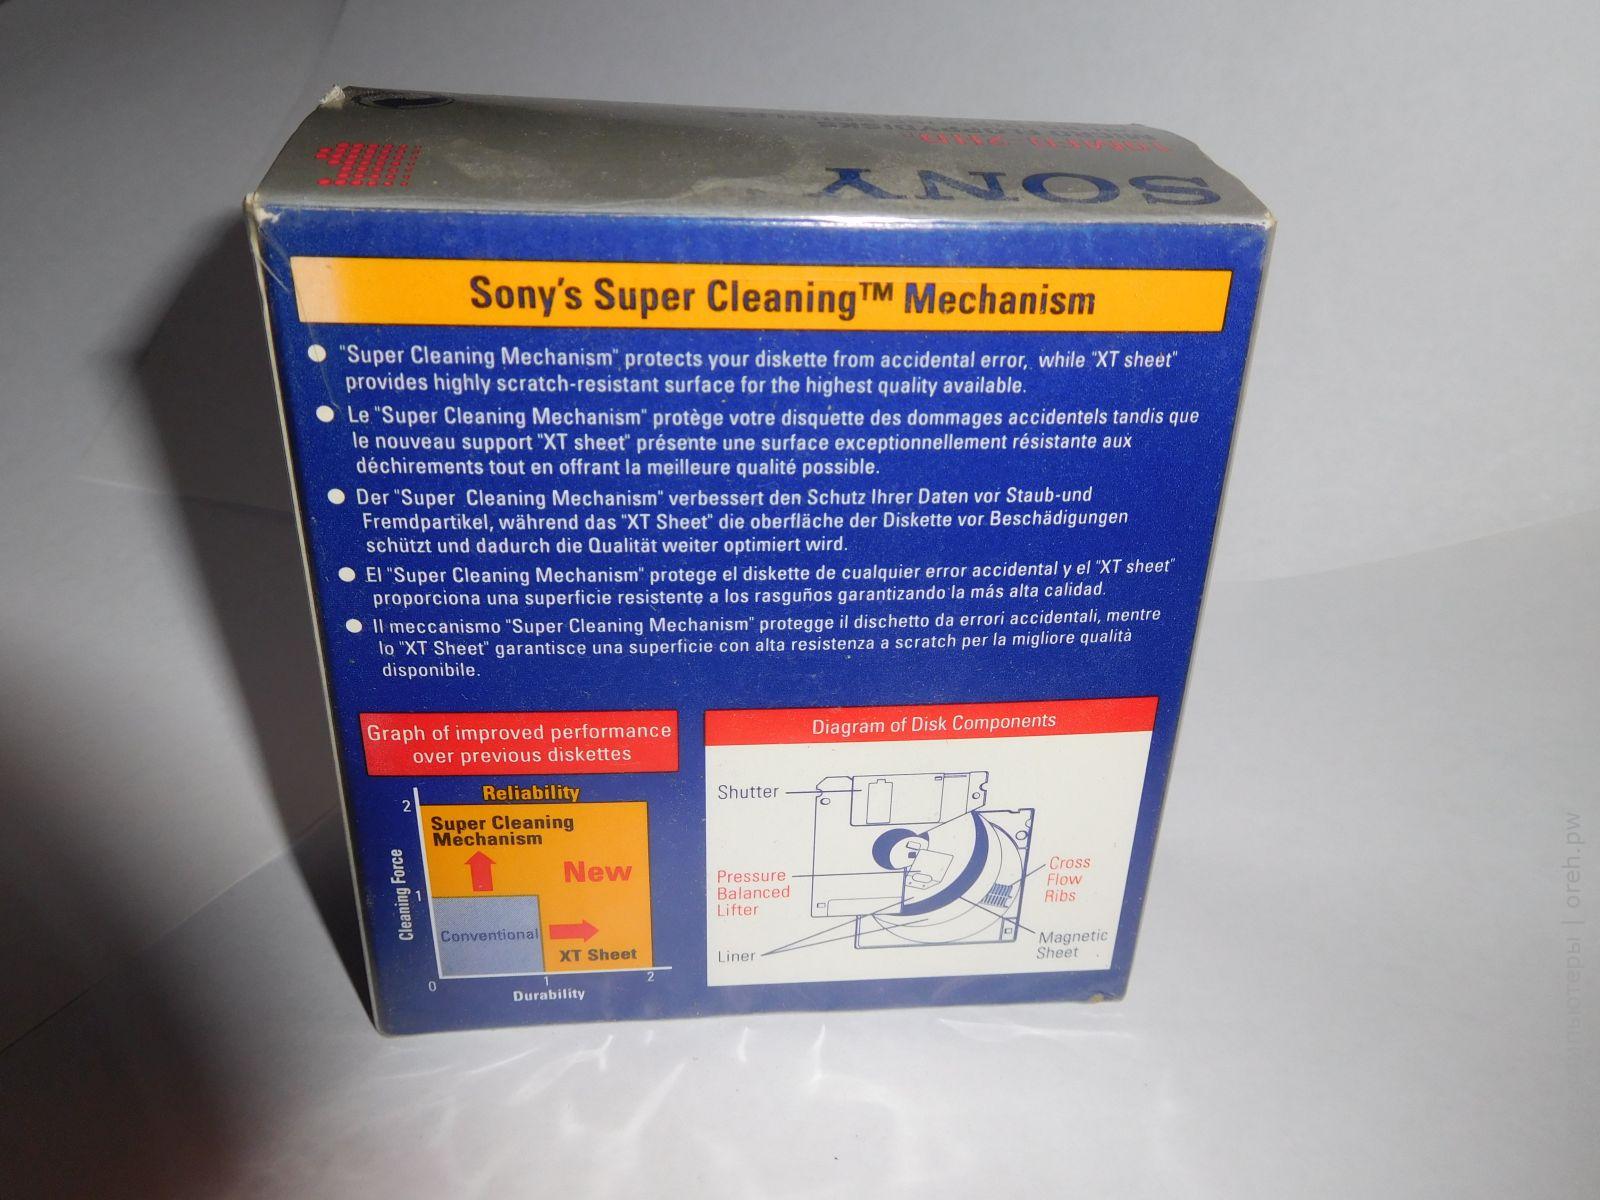 SONY
10MFD-2HD
MICRO FLOPPYDISKS
Sony's Super Cleaning™ Mechanism
● "Super Cleaning Mechanism" protects your diskette from accidental error, while "XT sheet"
provides highly scratch-resistant surface for the highest quality available.
● Le "Super Cleaning Mechanism" protège votre disquette des dommages accidentels tandis que
le nouveau support "XT sheet" présente une surface exceptionnellement résistante aux
déchirements tout en offrant la meilleure qualité possible.
● Der "Super Cleaning Mechanism" verbessert den Schutz Ihrer Daten vor Staub-und
Fremdpartikel, während das "XT Sheet" die oberfläche der Diskette vor Beschädigungen
schützt und dadurch die Qualität weiter optimiert wird.
● El "Super Cleaning Mechanism" protege el diskette de cualquier error accidental y el "XT sheet"
proporciona una superficie resistente a los rasguños garantizando la más alta calidad.
● Il meccanismo "Super Cleaning Mechanism" protegge il dischetto da errori accidentali, mentre
lo "XT Sheet" garantisce una superficie con alta resistenza a scratch per la migliore qualità
disponibile.
Graph of improved performance
over previous diskettes
Reliability
2
Super Cleaning
Mechanism
New
Cleaning Force
1
Conventional
XT Sheet
0
1
2
Durability
Diagram of Disk Components
Shutter
Pressure
Balanced
Lifter
Liner
Cross
Flow
Ribs
Magnetic
Sheet
пьютеры | oreh.pw